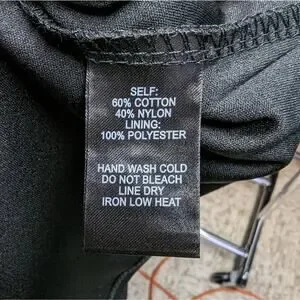 SELF:
60% COTTON
40% NYLON
LINING:
100% POLYESTER
HAND WASH COLD
DO NOT BLEACH
LINE DRY
IRON LOW HEAT